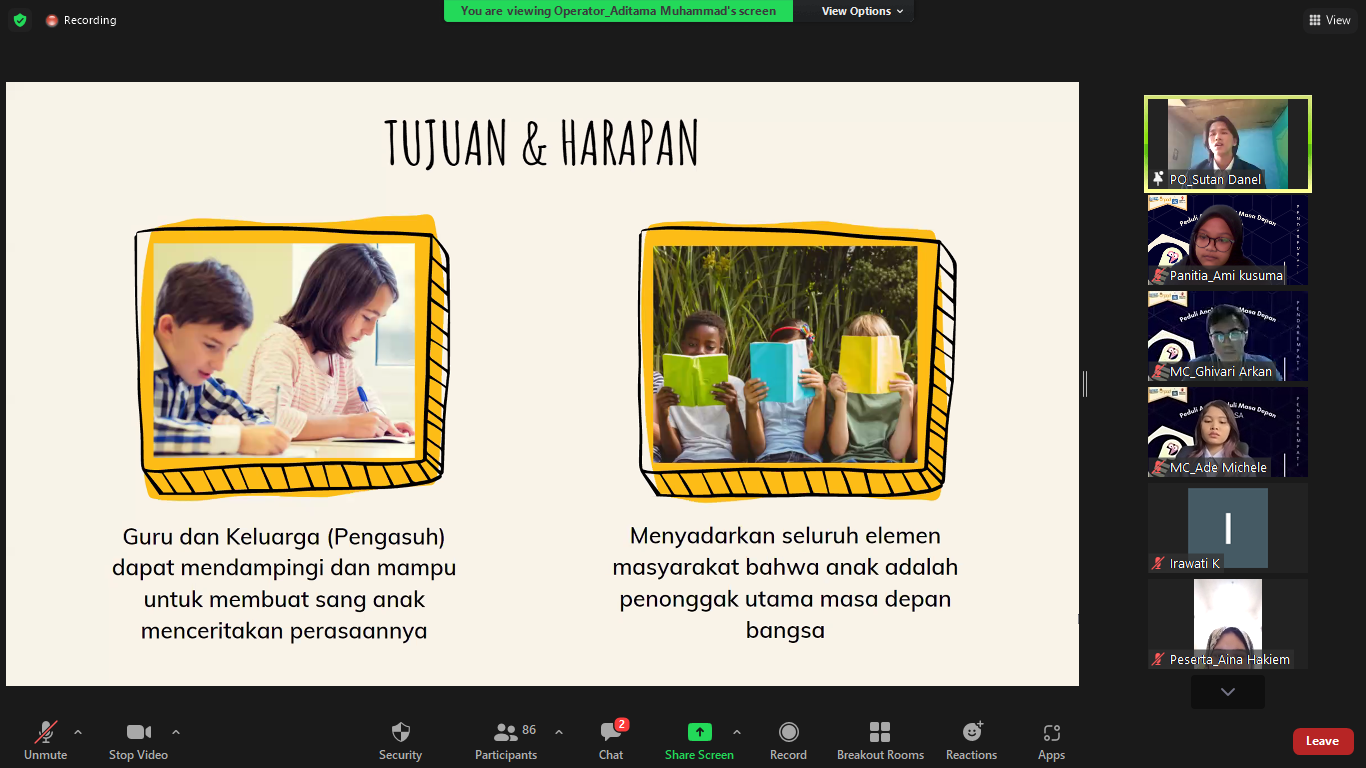 Recording
You are viewing Operator_Aditama Muhammad's screen
View Options
View
TUJUAN & HARAPAN
Guru dan Keluarga (Pengasuh)
dapat mendampingi dan mampu
untuk membuat sang anak
menceritakan perasaannya
Menyadarkan seluruh elemen
masyarakat bahwa anak adalah
penonggak utama masa depan
bangsa
PO_Sutan Danel
Panitia_Ami kusuma
MC_Ghivari Arkan
MC_Ade Michele
I
Irawati K
Peserta_Aina Hakiem
Unmute
Stop Video
Security
86
Participants
2
Chat
Share Screen
Record
Breakout Rooms
Reactions
Apps
Leave